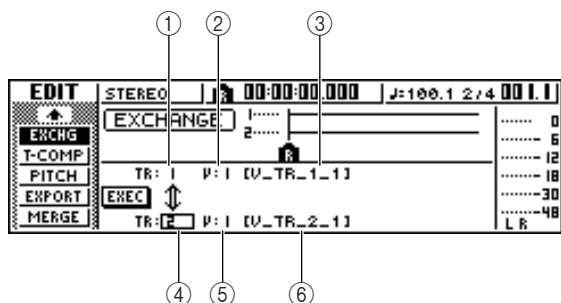 ① ② ③
EDIT STEREO R 00:00:00.000 ♩=100.1 2/4 001.1
EXCHANGE 1 0
EXCHG 2 6
T-COMP R 12
PITCH TR: 1 V:1 [V_TR_1_1] 18
EXPORT EXEC 30
MERGE TR:2 V:1 [V_TR_2_1] 48
L R
④ ⑤ ⑥